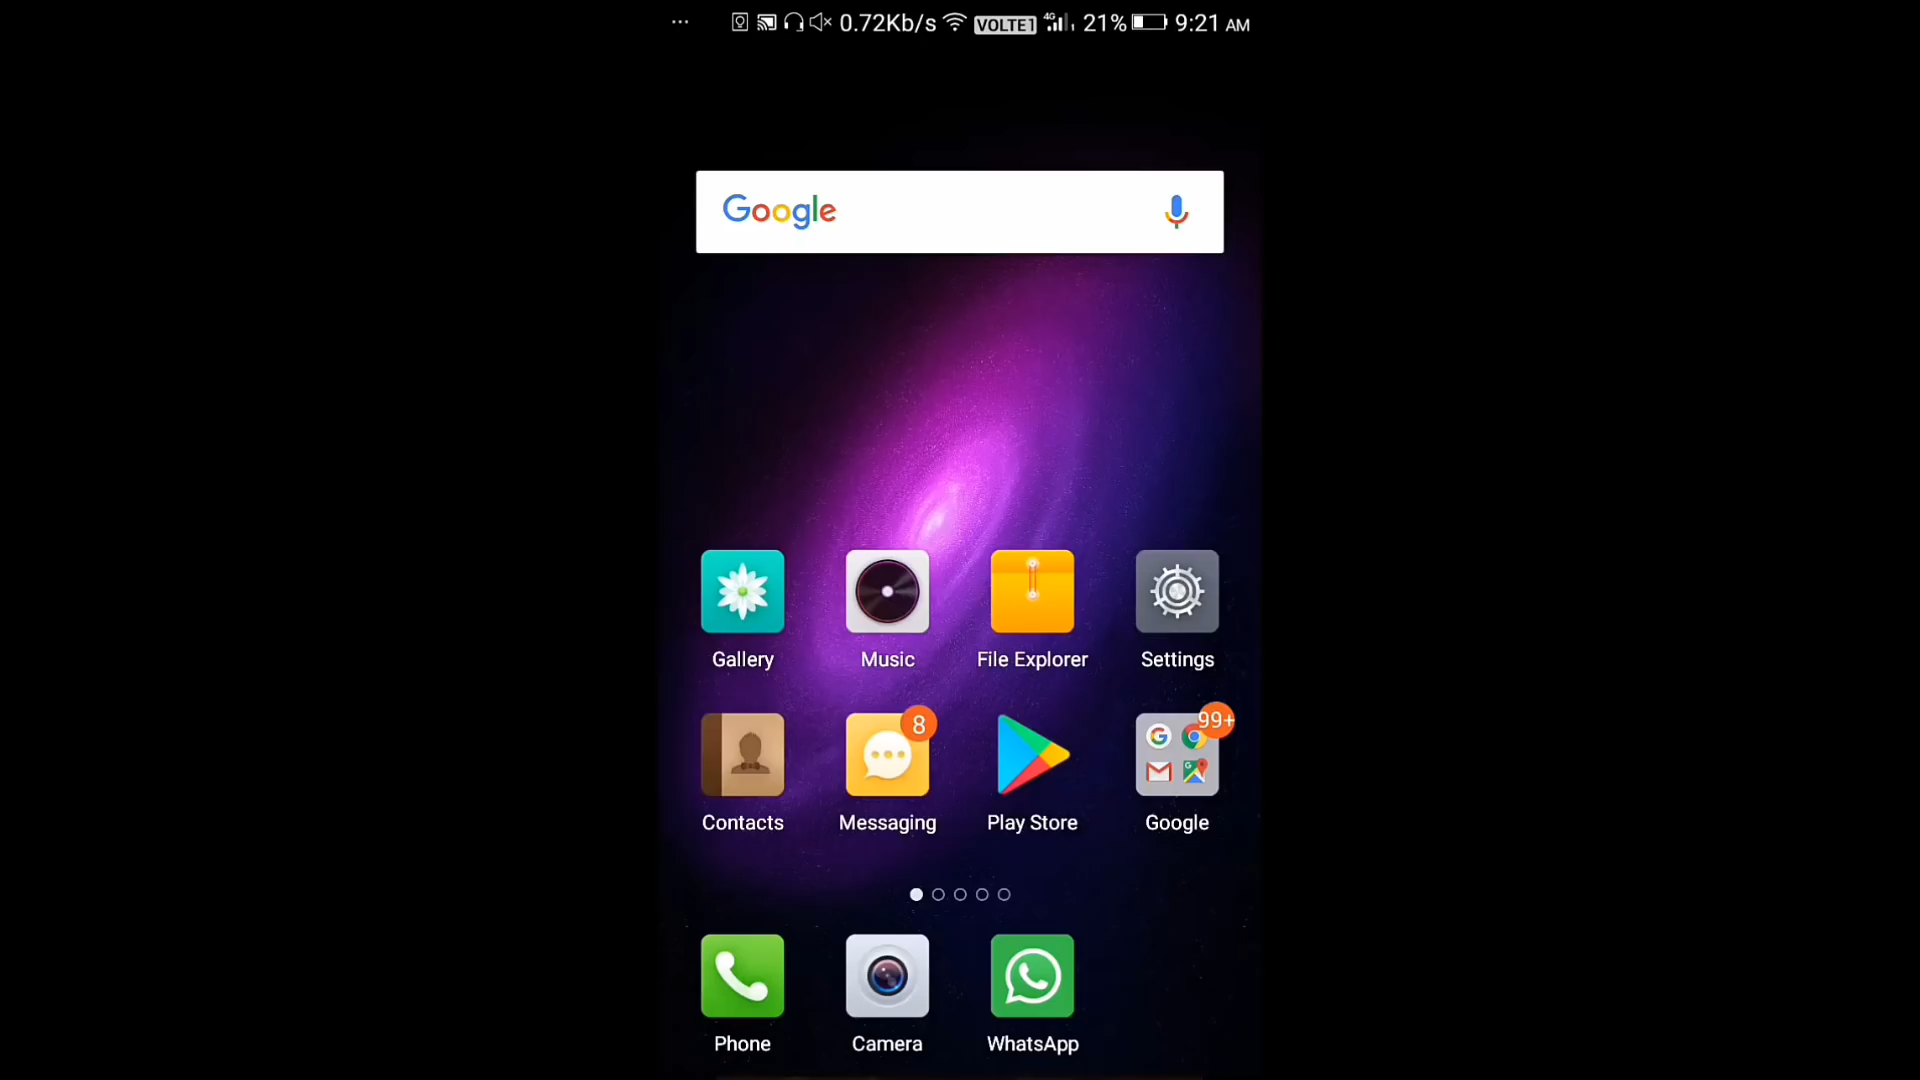 0.72Kb/s VOLTE1 4G 21% 9:21 AM
Google
Gallery Music File Explorer Settings
8 99+
Contacts Messaging Play Store Google
Phone Camera WhatsApp